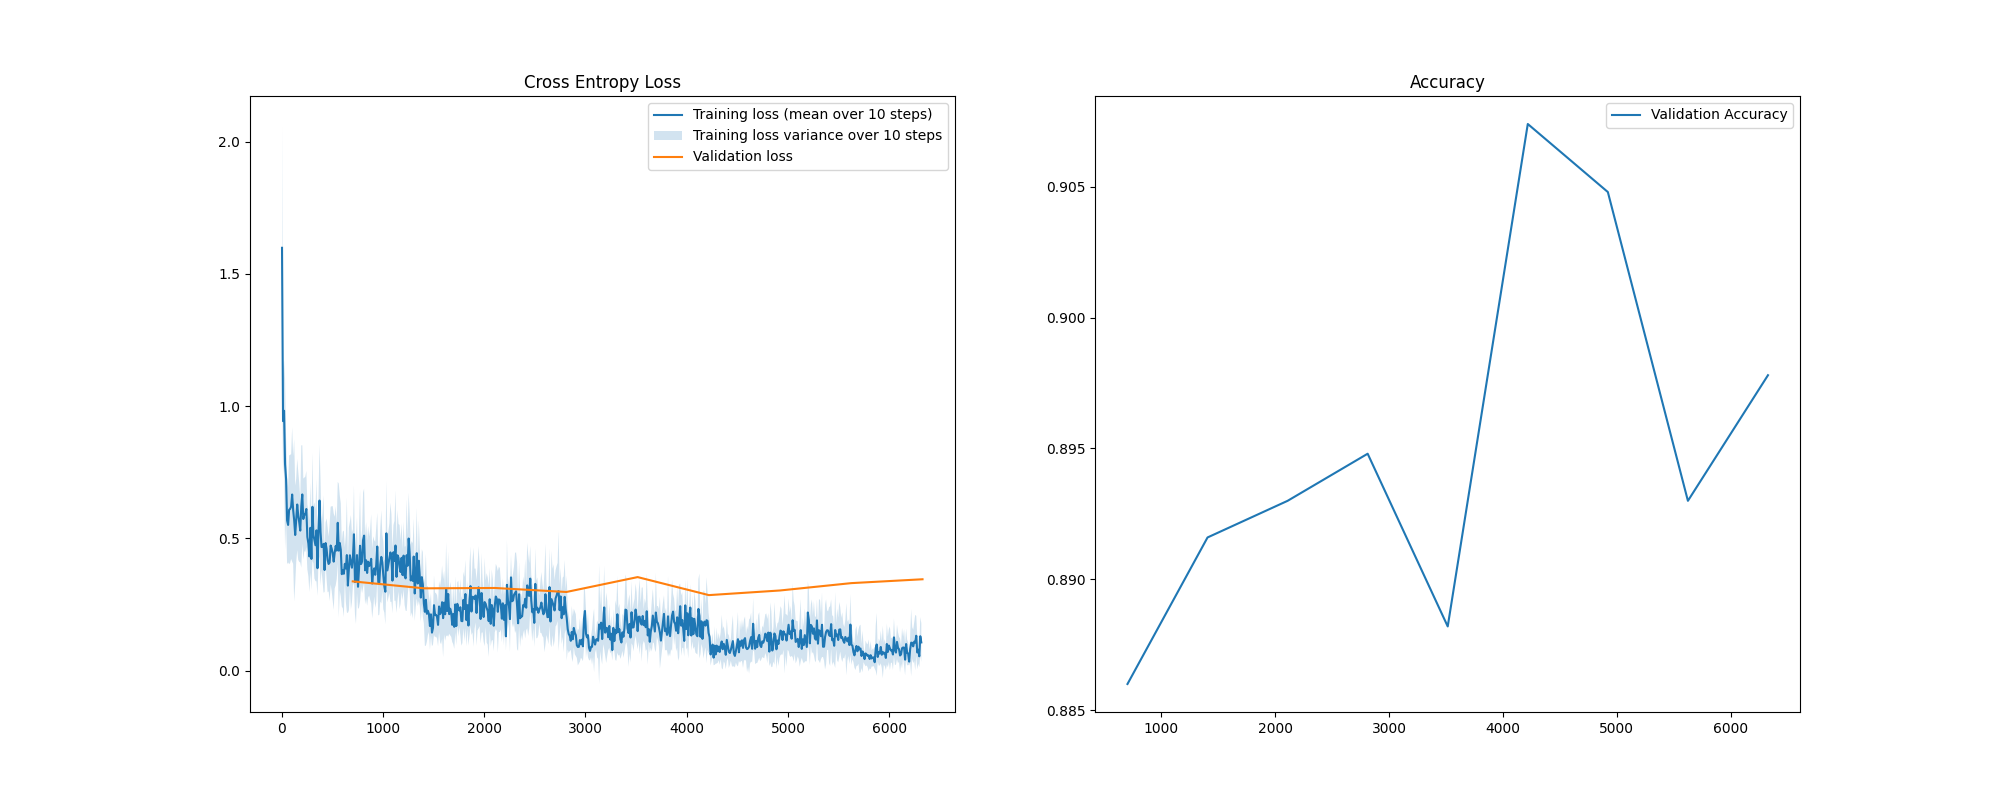 Cross Entropy Loss
Training loss (mean over 10 steps)
Training loss variance over 10 steps
Validation loss
2.0
1.5
1.0
0.5
0.0
0 1000 2000 3000 4000 5000 6000
Accuracy
Validation Accuracy
0.905
0.900
0.895
0.890
0.885
1000 2000 3000 4000 5000 6000